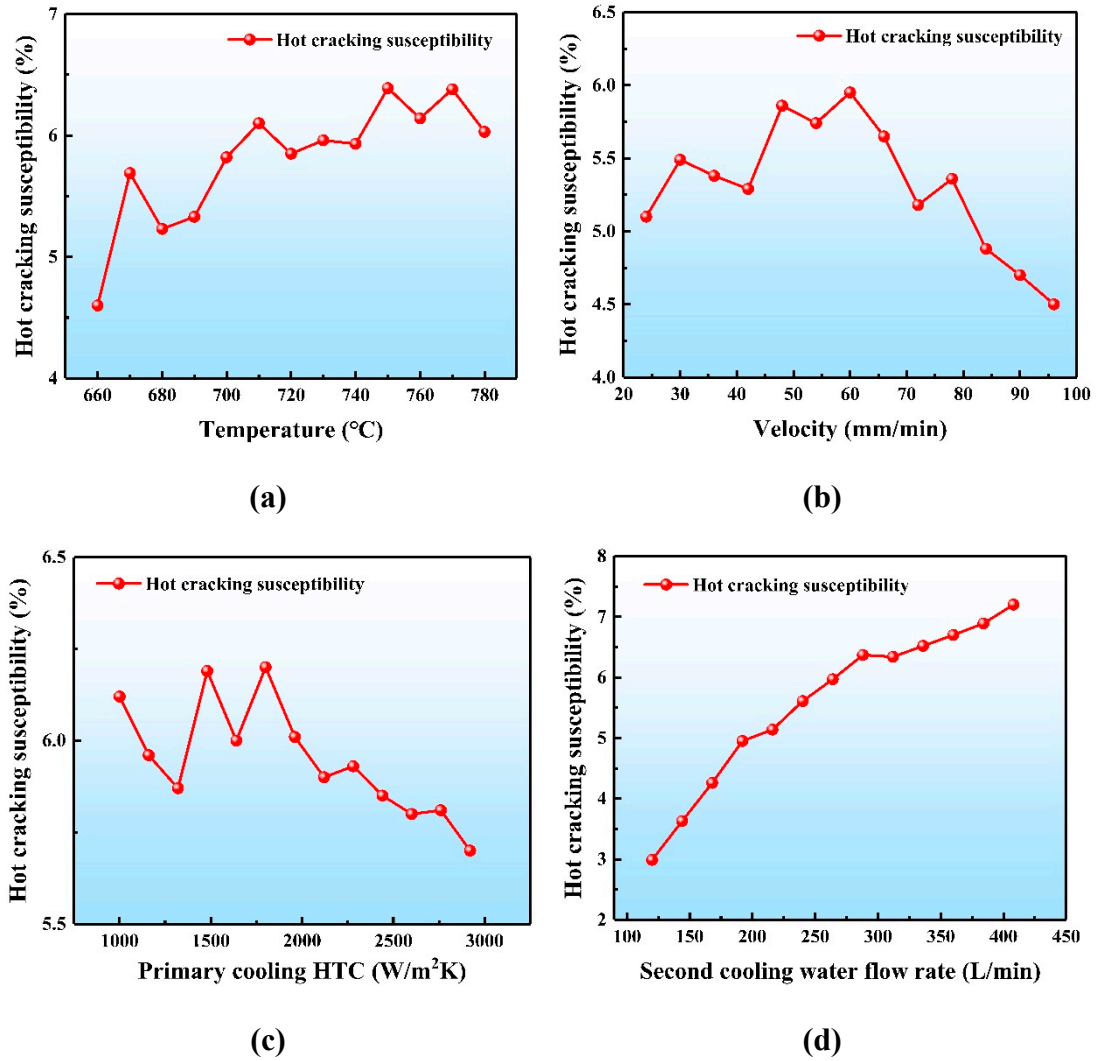 7
6
5
4
Hot cracking susceptibility (%)
Hot cracking susceptibility
660 680 700 720 740 760 780
Temperature (°C)
(a)
6.5
6.0
5.5
5.0
4.5
4.0
Hot cracking susceptibility (%)
Hot cracking susceptibility
20 30 40 50 60 70 80 90 100
Velocity (mm/min)
(b)
6.5
6.0
5.5
Hot cracking susceptibility (%)
Hot cracking susceptibility
1000 1500 2000 2500 3000
Primary cooling HTC (W/m²K)
(c)
8
7
6
5
4
3
2
Hot cracking susceptibility (%)
Hot cracking susceptibility
100 150 200 250 300 350 400 450
Second cooling water flow rate (L/min)
(d)